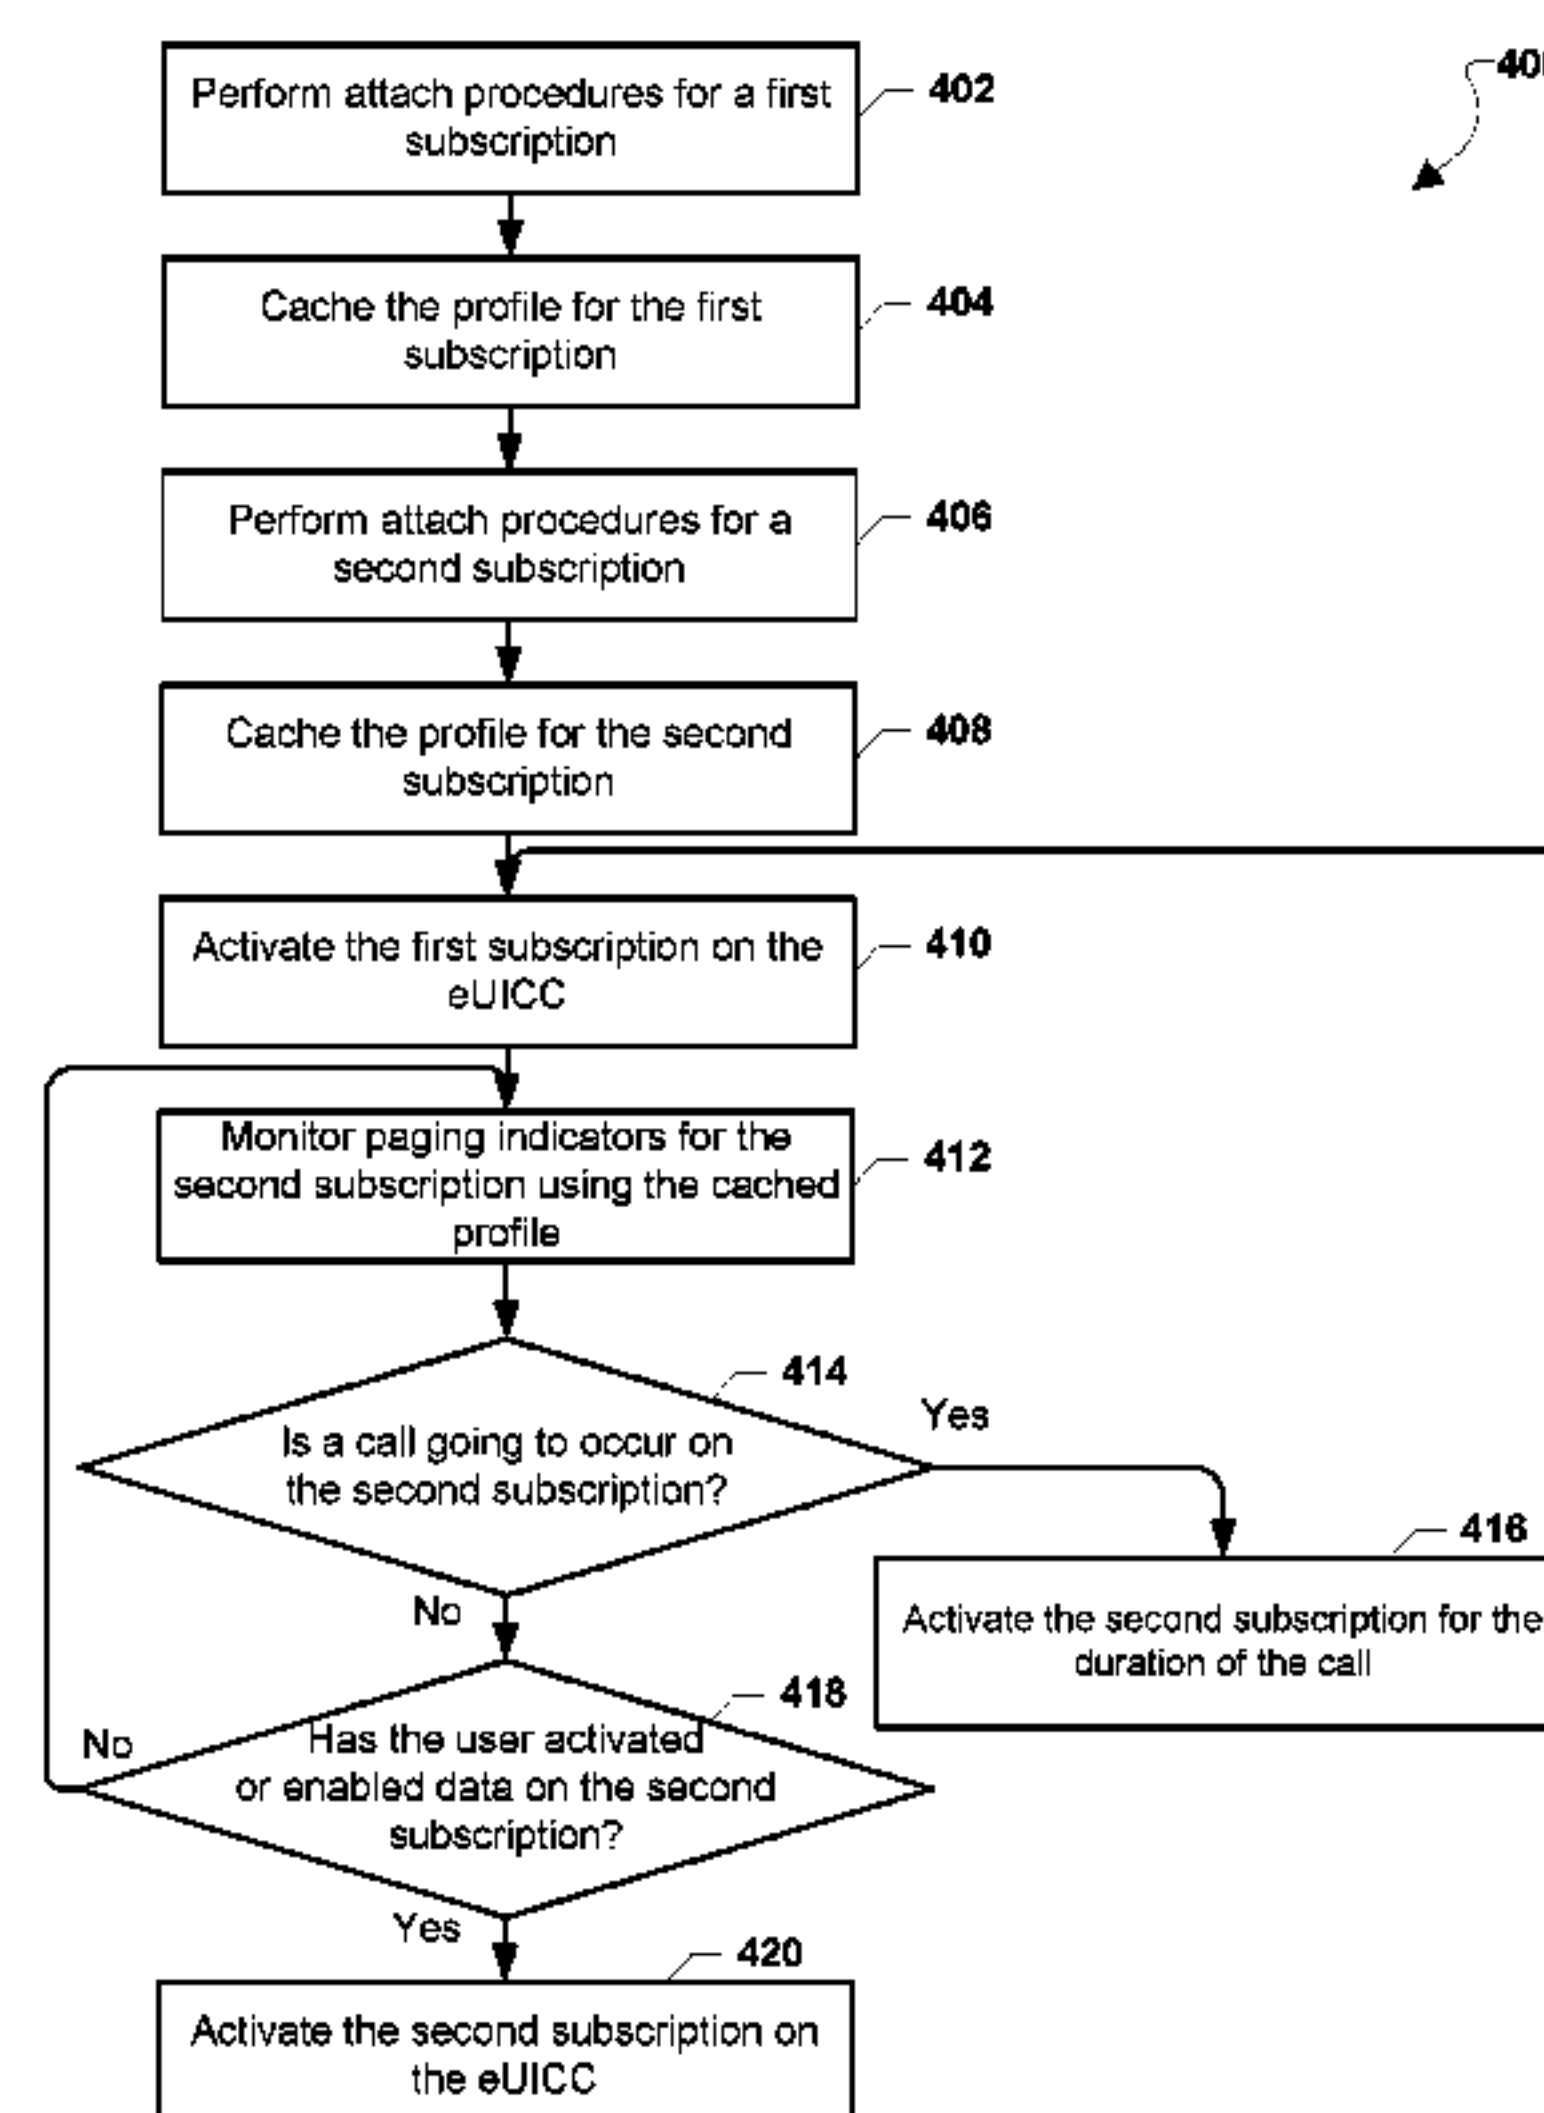 Perform attach procedures for a first
subscription
402
Cache the profile for the first
subscription
404
Perform attach procedures for a
second subscription
406
Cache the profile for the second
subscription
408
Activate the first subscription on the
eUICC
410
Monitor paging indicators for the
second subscription using the cached
profile
412
Is a call going to occur on
the second subscription?
414
Yes
No
416
Activate the second subscription for the
duration of the call
418
Has the user activated
or enabled data on the second
subscription?
No
Yes
420
Activate the second subscription on
the eUICC